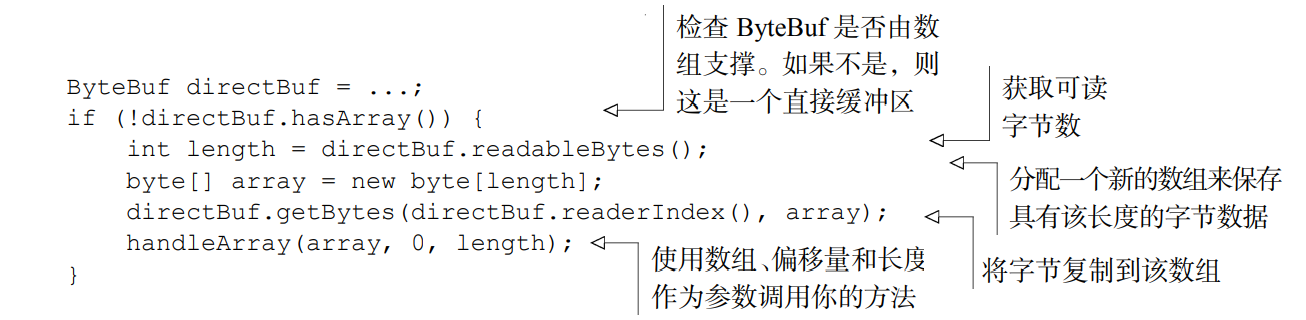 检查 ByteBuf 是否由数
组支撑。如果不是，则
这是一个直接缓冲区
ByteBuf directBuf = ...;
if (!directBuf.hasArray()) {
获取可读
字节数
int length = directBuf.readableBytes();
byte[] array = new byte[length];
分配一个新的数组来保存
具有该长度的字节数据
directBuf.getBytes(directBuf.readerIndex(), array);
handleArray(array, 0, length);
将字节复制到该数组
使用数组、偏移量和长度
作为参数调用你的方法
}